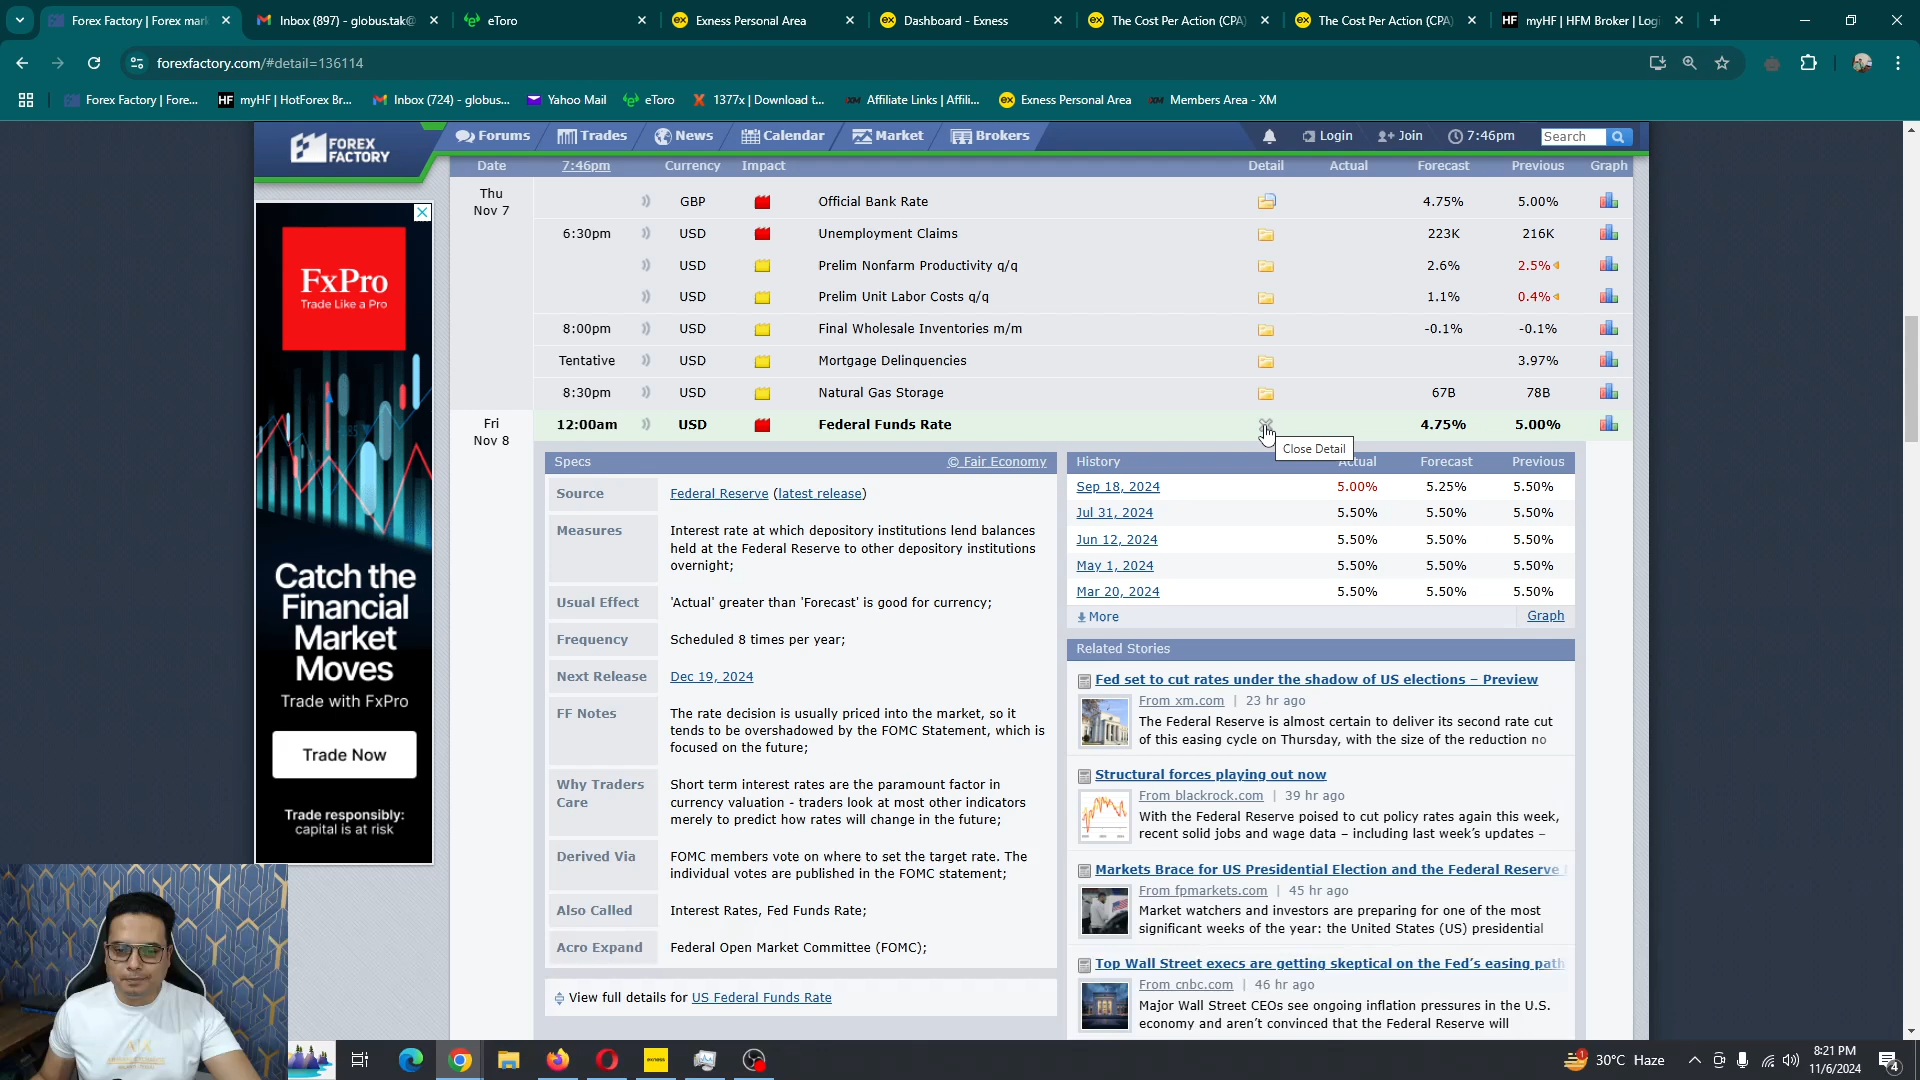 Forex Factory | Forex mark
Inbox (897) - globus.tak@
eToro
Exness Personal Area
Dashboard - Exness
The Cost Per Action (CPA)
The Cost Per Action (CPA)
myHF | HFM Broker | Logi
forexfactory.com/#detail=136114
Forex Factory | Fore...
myHF | HotForex Br...
Inbox (724) - globus...
Yahoo Mail
eToro
1377x | Download t...
Affiliate Links | Affili...
Exness Personal Area
Members Area - XM
FOREX FACTORY
Forums
Trades
News
Calendar
Market
Brokers
Login
Join
7:46pm
Search
Date 7:46pm Currency Impact Detail Actual Forecast Previous Graph
Thu Nov 7
GBP Official Bank Rate 4.75% 5.00%
6:30pm USD Unemployment Claims 223K 216K
USD Prelim Nonfarm Productivity q/q 2.6% 2.5%
USD Prelim Unit Labor Costs q/q 1.1% 0.4%
8:00pm USD Final Wholesale Inventories m/m -0.1% -0.1%
Tentative USD Mortgage Delinquencies 3.97%
8:30pm USD Natural Gas Storage 67B 78B
Fri Nov 8
12:00am USD Federal Funds Rate 4.75% 5.00%
Close Detail
Specs © Fair Economy
Source Federal Reserve (latest release)
Measures Interest rate at which depository institutions lend balances
held at the Federal Reserve to other depository institutions
overnight;
Usual Effect 'Actual' greater than 'Forecast' is good for currency;
Frequency Scheduled 8 times per year;
Next Release Dec 19, 2024
FF Notes The rate decision is usually priced into the market, so it
tends to be overshadowed by the FOMC Statement, which is
focused on the future;
Why Traders Care Short term interest rates are the paramount factor in
currency valuation - traders look at most other indicators
merely to predict how rates will change in the future;
Derived Via FOMC members vote on where to set the target rate. The
individual votes are published in the FOMC statement;
Also Called Interest Rates, Fed Funds Rate;
Acro Expand Federal Open Market Committee (FOMC);
View full details for US Federal Funds Rate
History Actual Forecast Previous
Sep 18, 2024 5.00% 5.25% 5.50%
Jul 31, 2024 5.50% 5.50% 5.50%
Jun 12, 2024 5.50% 5.50% 5.50%
May 1, 2024 5.50% 5.50% 5.50%
Mar 20, 2024 5.50% 5.50% 5.50%
More Graph
Related Stories
Fed set to cut rates under the shadow of US elections – Preview
From xm.com | 23 hr ago
The Federal Reserve is almost certain to deliver its second rate cut
of this easing cycle on Thursday, with the size of the reduction no
Structural forces playing out now
From blackrock.com | 39 hr ago
With the Federal Reserve poised to cut policy rates again this week,
recent solid jobs and wage data – including last week's updates –
Markets Brace for US Presidential Election and the Federal Reserve
From fpmarkets.com | 45 hr ago
Market watchers and investors are preparing for one of the most
significant weeks of the year: the United States (US) presidential
Top Wall Street execs are getting skeptical on the Fed's easing path
From cnbc.com | 46 hr ago
Major Wall Street CEOs see ongoing inflation pressures in the U.S.
economy and aren't convinced that the Federal Reserve will
FxPro
Trade Like a Pro
Catch the
Financial
Market
Moves
Trade with FxPro
Trade Now
Trade responsibly:
capital is at risk
30°C Haze
8:21 PM
11/6/2024